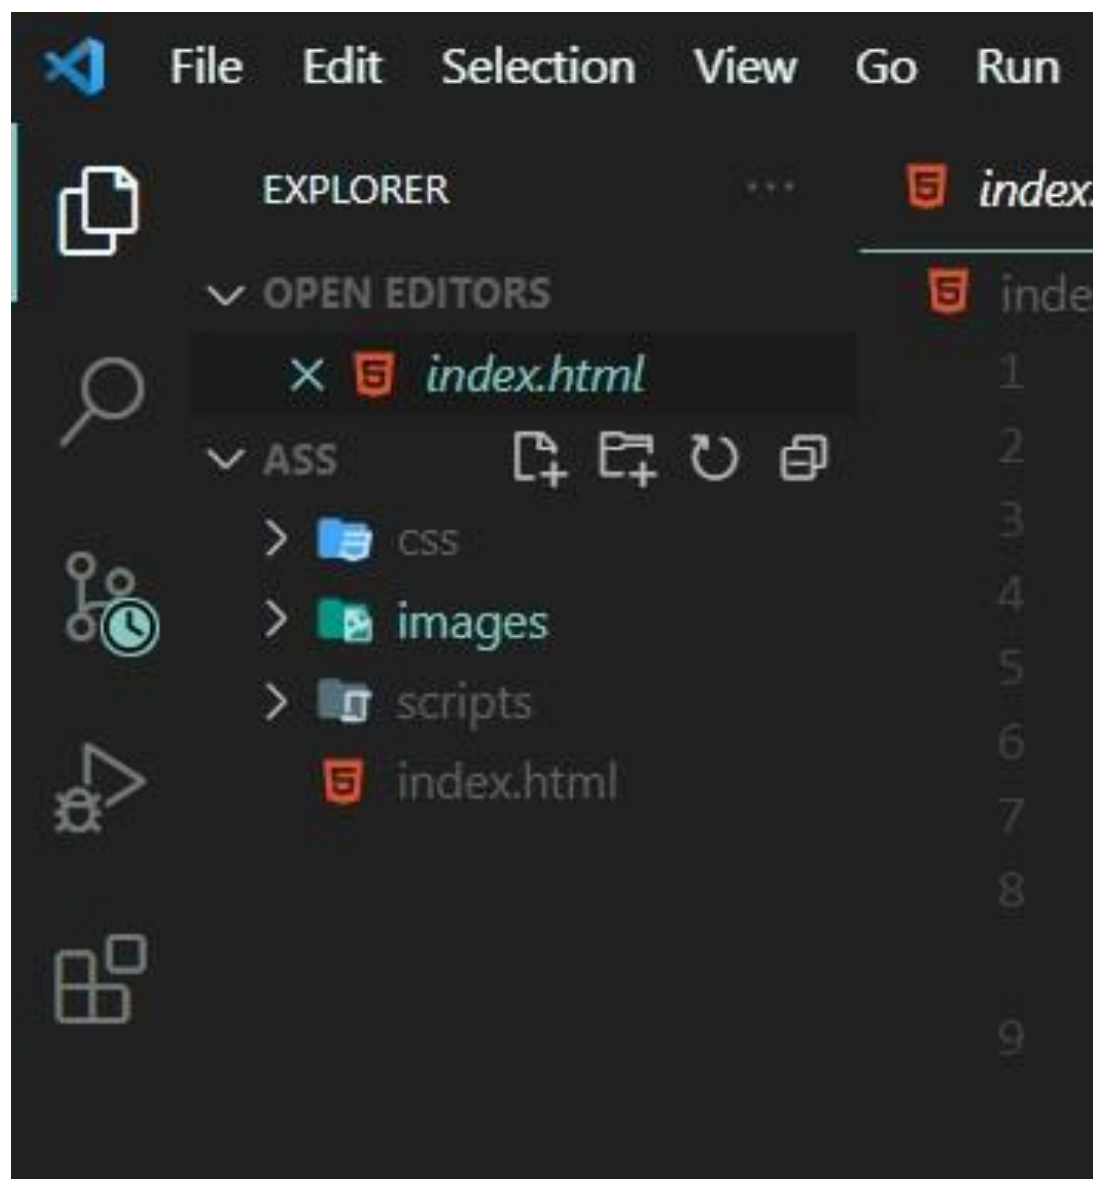 File Edit Selection View Go Run
EXPLORER
OPEN EDITORS
index.html
ASS
css
images
scripts
index.html
index.
inde
1
2
3
4
5
6
7
8
9